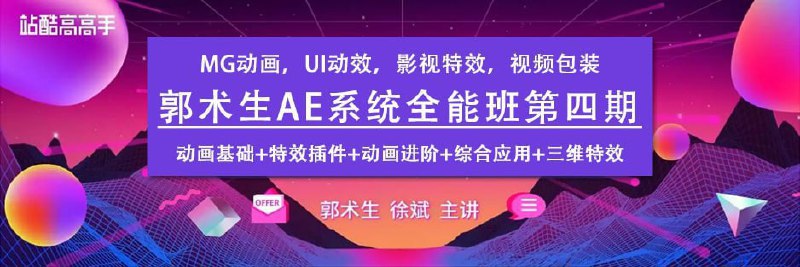 站酷高高手
MG动画，UI动效，影视特效，视频包装
郭术生AE系统全能班第四期
动画基础+特效插件+动画进阶+综合应用+三维特效
OFFER
郭术生 徐斌 主讲